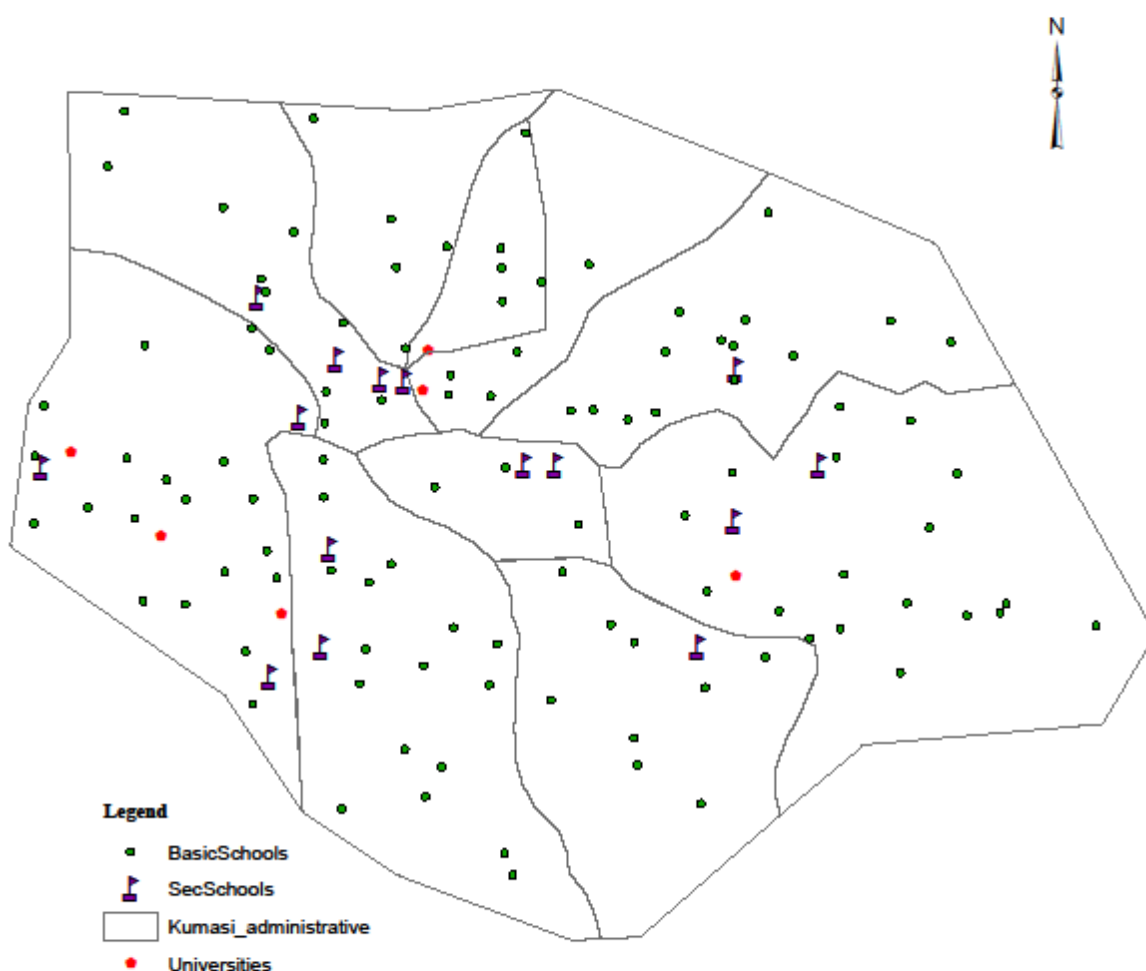 N
Legend
BasicSchools
SecSchools
Kumasi_administrative
Universities